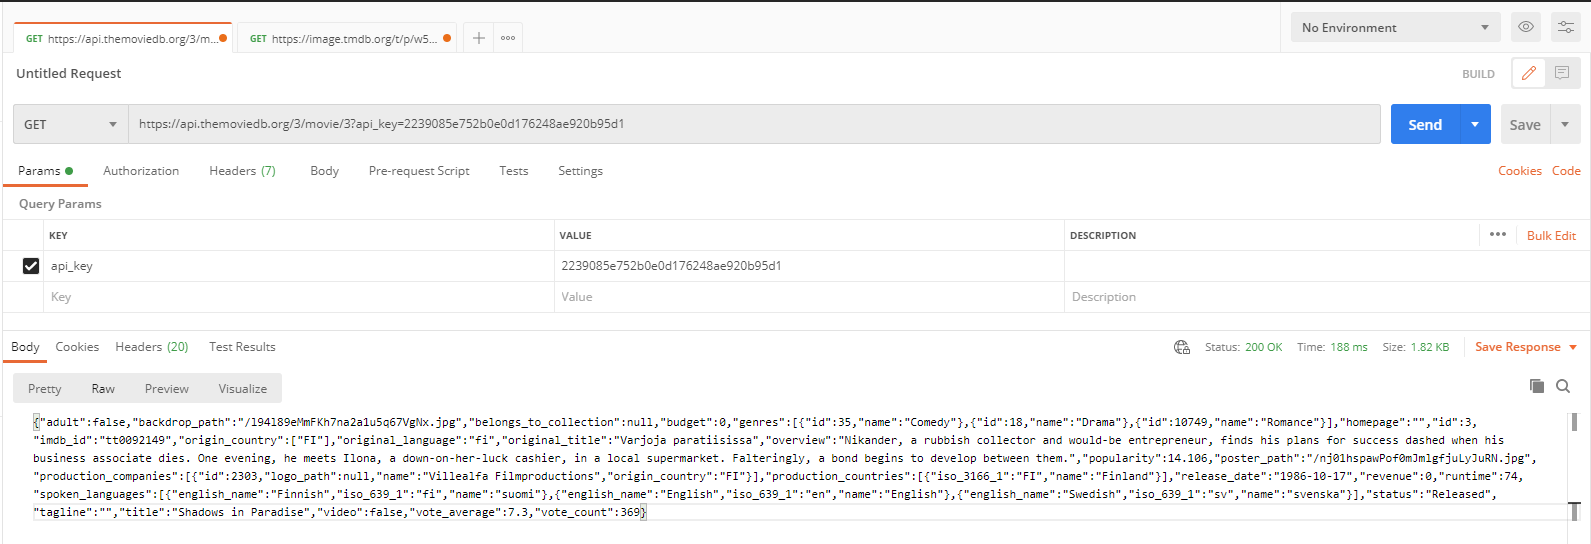 GET https://api.themoviedb.org/3/m...
GET https://image.tmdb.org/t/p/w5...
No Environment
Untitled Request
BUILD
GET
https://api.themoviedb.org/3/movie/3?api_key=2239085e752b0e0d176248ae920b95d1
Send
Save
Params
Authorization
Headers (7)
Body
Pre-request Script
Tests
Settings
Cookies
Code
Query Params
KEY
VALUE
DESCRIPTION
Bulk Edit
api_key
2239085e752b0e0d176248ae920b95d1
Key
Value
Description
Body
Cookies
Headers (20)
Test Results
Status: 200 OK
Time: 188 ms
Size: 1.82 KB
Save Response
Pretty
Raw
Preview
Visualize
{"adult":false,"backdrop_path":"/l94l89eMmFKh7na2a1u5q67VgNx.jpg","belongs_to_collection":null,"budget":0,"genres":[{"id":35,"name":"Comedy"},{"id":18,"name":"Drama"},{"id":10749,"name":"Romance"}],"homepage":"","id":3,
"imdb_id":"tt0092149","origin_country":["FI"],"original_language":"fi","original_title":"Varjoja paratiisissa","overview":"Nikander, a rubbish collector and would-be entrepreneur, finds his plans for success dashed when his
business associate dies. One evening, he meets Ilona, a down-on-her-luck cashier, in a local supermarket. Falteringly, a bond begins to develop between them.","popularity":14.106,"poster_path":"/nj01hspawPof0mJmlgfjuLyJuRN.jpg",
"production_companies":[{"id":2303,"logo_path":null,"name":"Villealfa Filmproductions","origin_country":"FI"}],"production_countries":[{"iso_3166_1":"FI","name":"Finland"}],"release_date":"1986-10-17","revenue":0,"runtime":74,
"spoken_languages":[{"english_name":"Finnish","iso_639_1":"fi","name":"suomi"},{"english_name":"English","iso_639_1":"en","name":"English"},{"english_name":"Swedish","iso_639_1":"sv","name":"svenska"}],"status":"Released",
"tagline":"","title":"Shadows in Paradise","video":false,"vote_average":7.3,"vote_count":369}